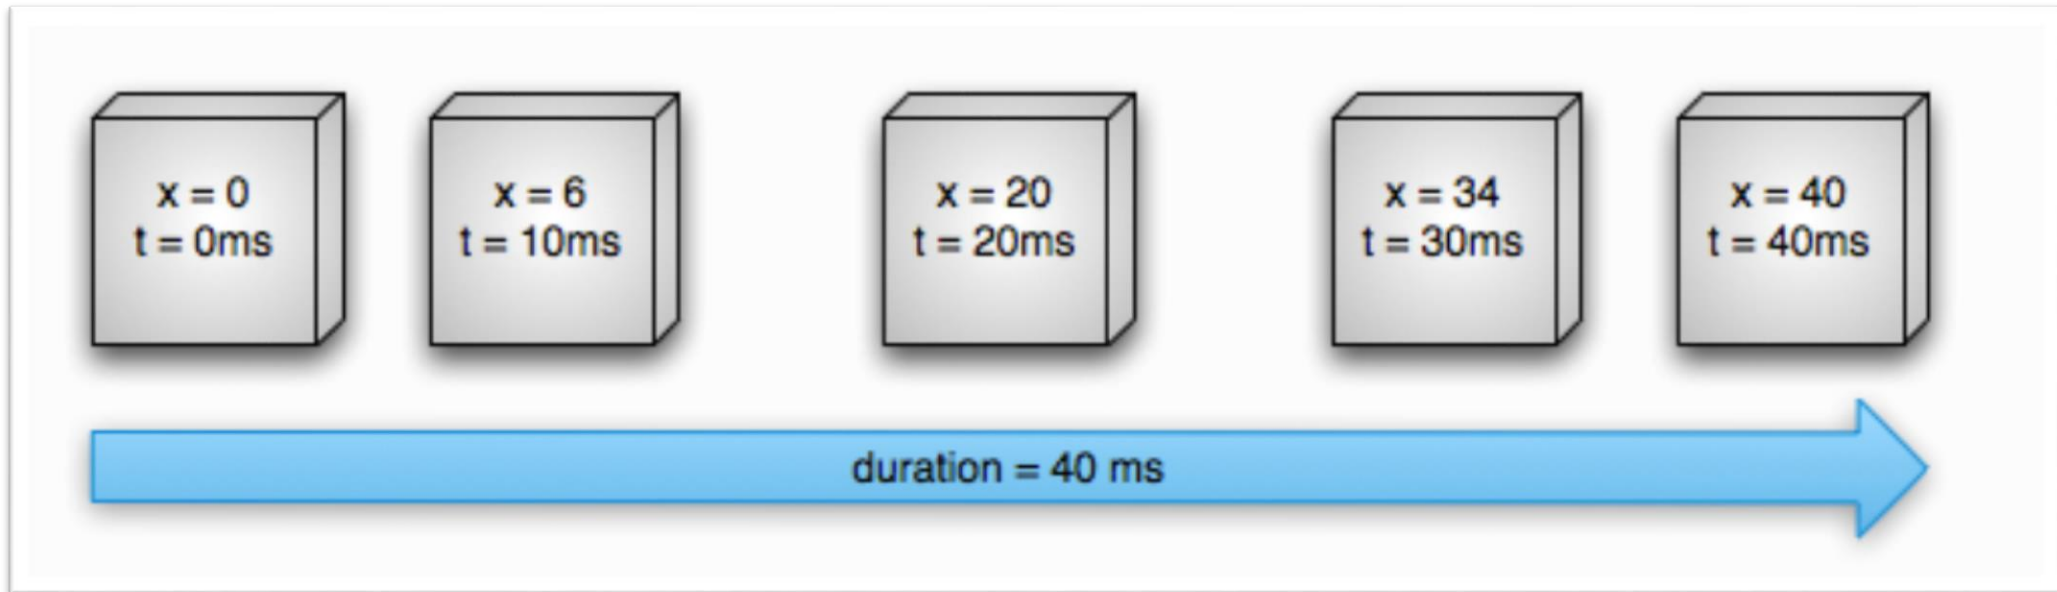 x = 0
t = 0ms
x = 6
t = 10ms
x = 20
t = 20ms
x = 34
t = 30ms
x = 40
t = 40ms
duration = 40 ms